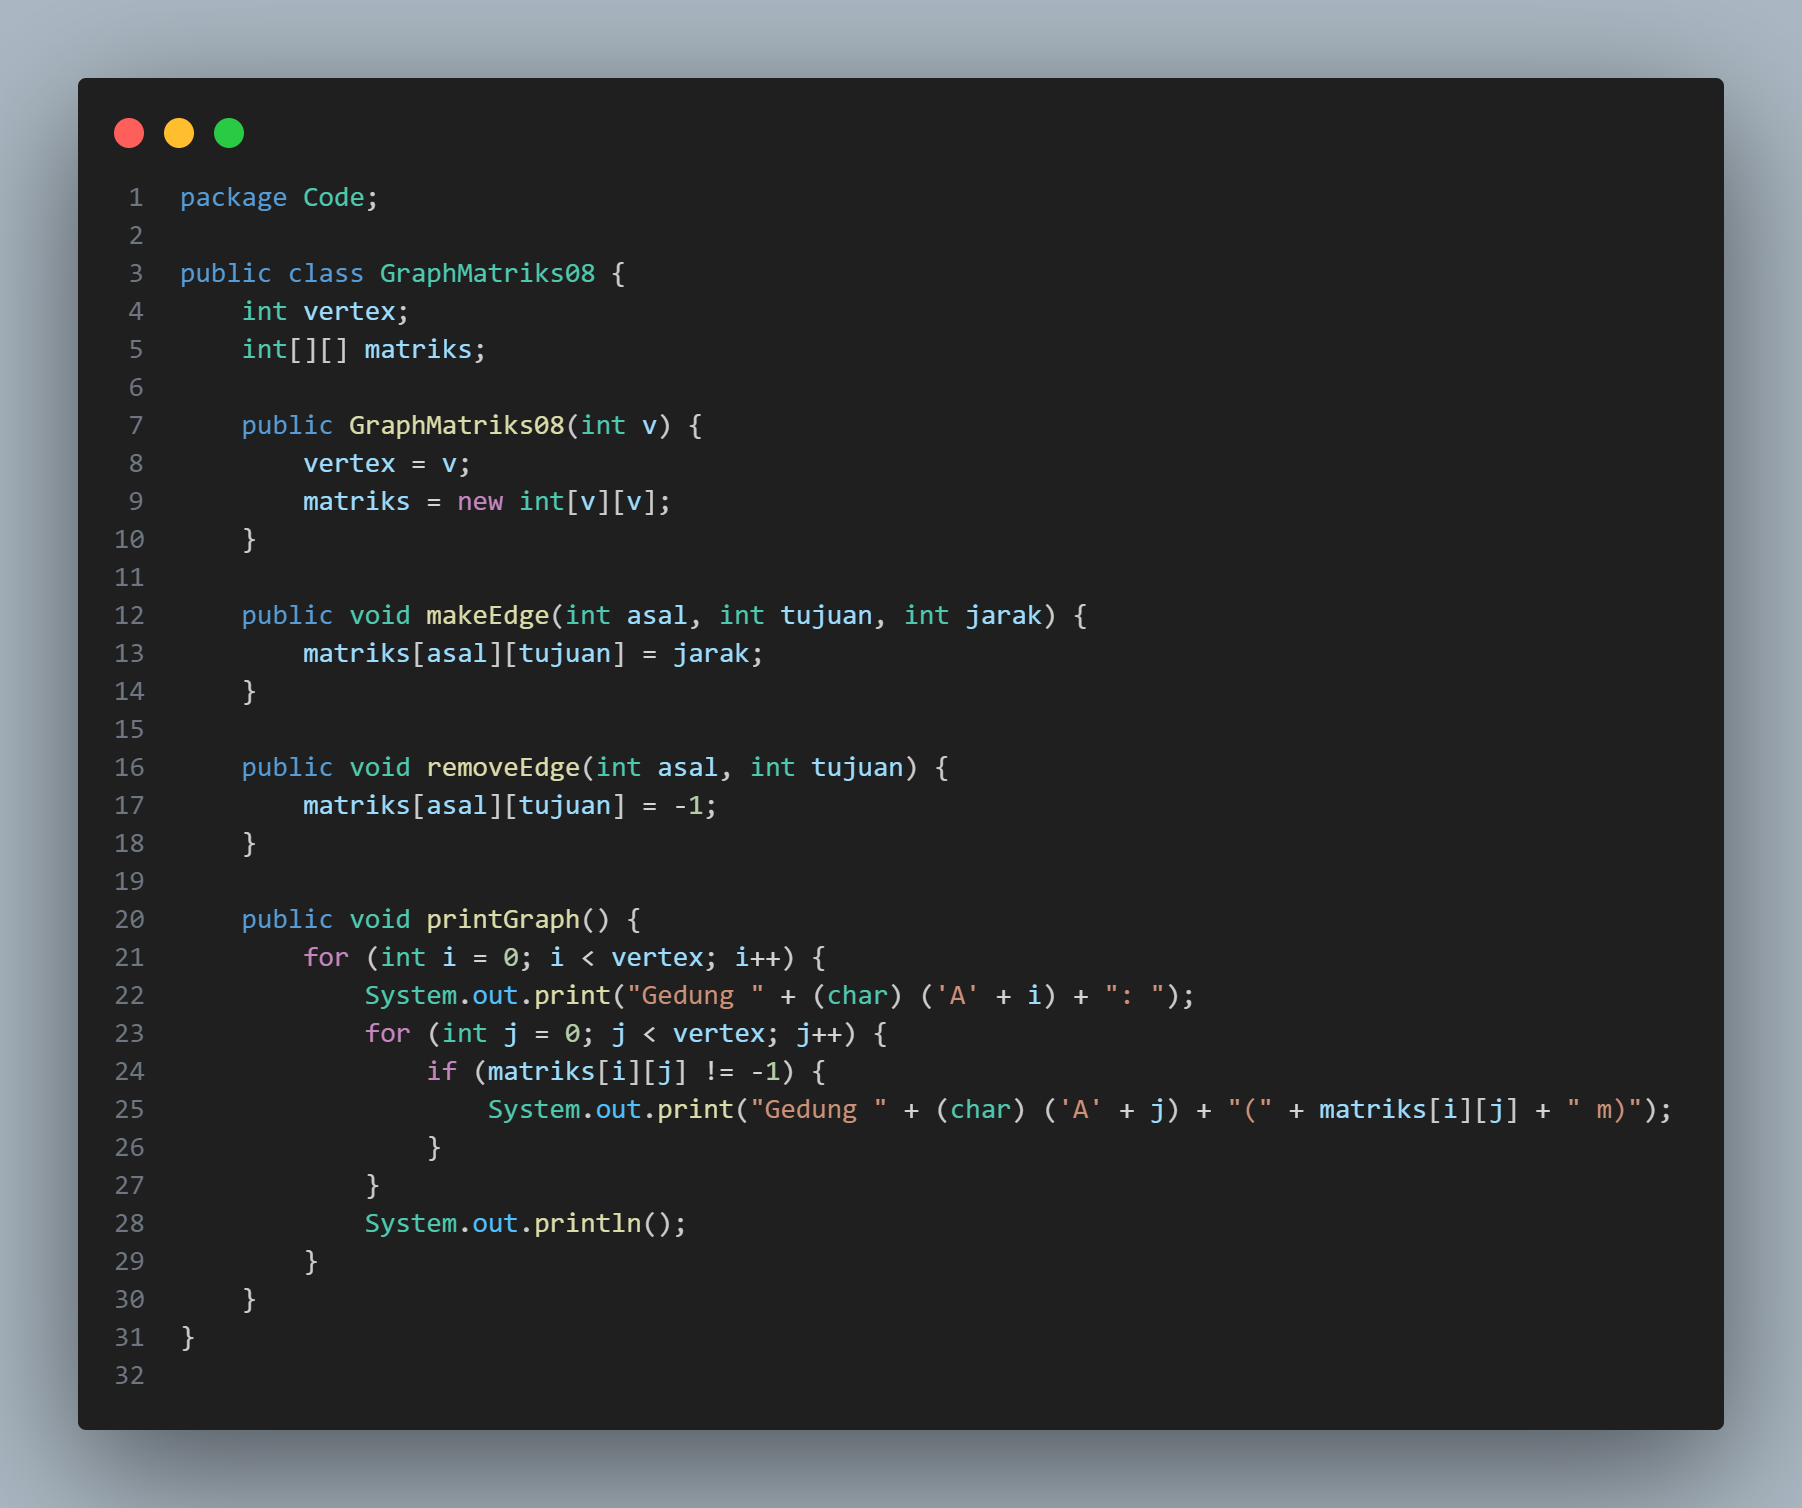 1 package Code;
2
3 public class GraphMatriks08 {
4     int vertex;
5     int[][] matriks;
6
7     public GraphMatriks08(int v) {
8         vertex = v;
9         matriks = new int[v][v];
10     }
11
12     public void makeEdge(int asal, int tujuan, int jarak) {
13         matriks[asal][tujuan] = jarak;
14     }
15
16     public void removeEdge(int asal, int tujuan) {
17         matriks[asal][tujuan] = -1;
18     }
19
20     public void printGraph() {
21         for (int i = 0; i < vertex; i++) {
22             System.out.print("Gedung " + (char) ('A' + i) + ": ");
23             for (int j = 0; j < vertex; j++) {
24                 if (matriks[i][j] != -1) {
25                     System.out.print("Gedung " + (char) ('A' + j) + "(" + matriks[i][j] + " m)");
26                 }
27             }
28             System.out.println();
29         }
30     }
31 }
32